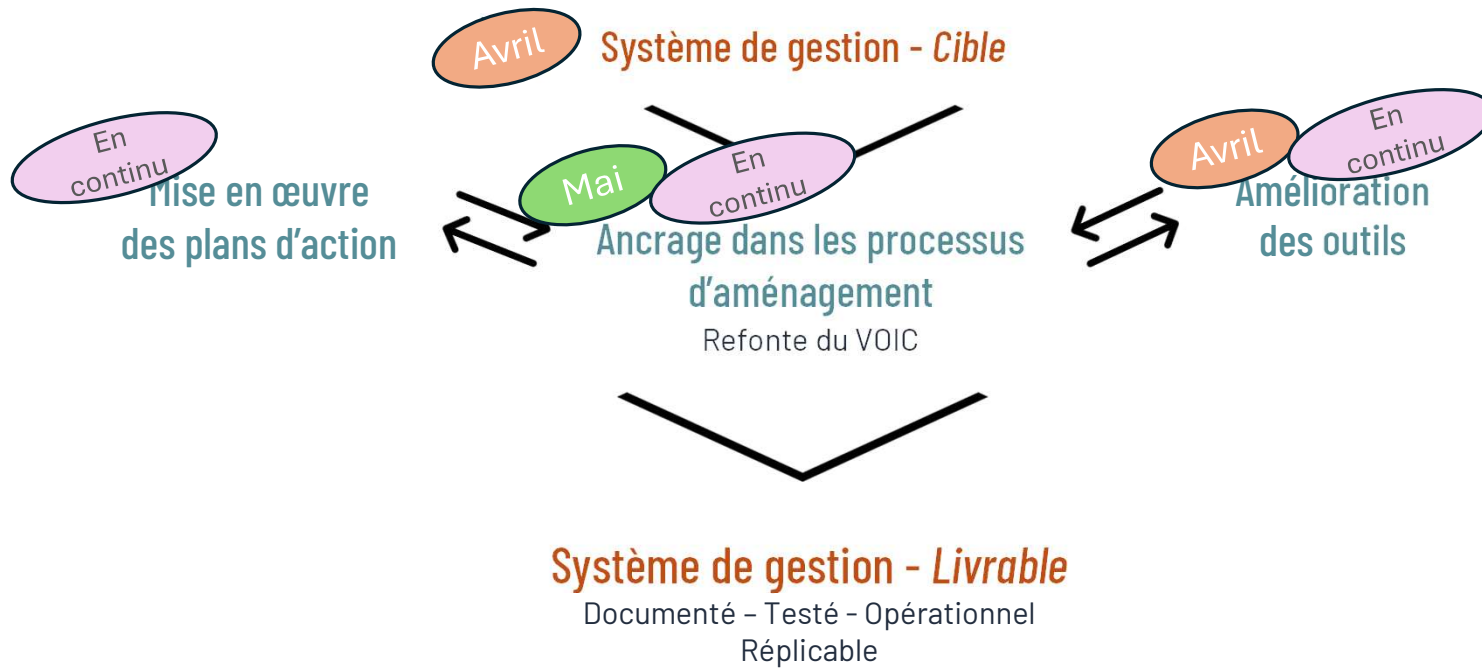 Avril
Système de gestion - Cible
En
continu
Mise en œuvre
des plans d'action
Mai
En
continu
Ancrage dans les processus
d'aménagement
Refonte du VOIC
Avril
En
continu
Amélioration
des outils
Système de gestion - Livrable
Documenté – Testé - Opérationnel
Réplicable